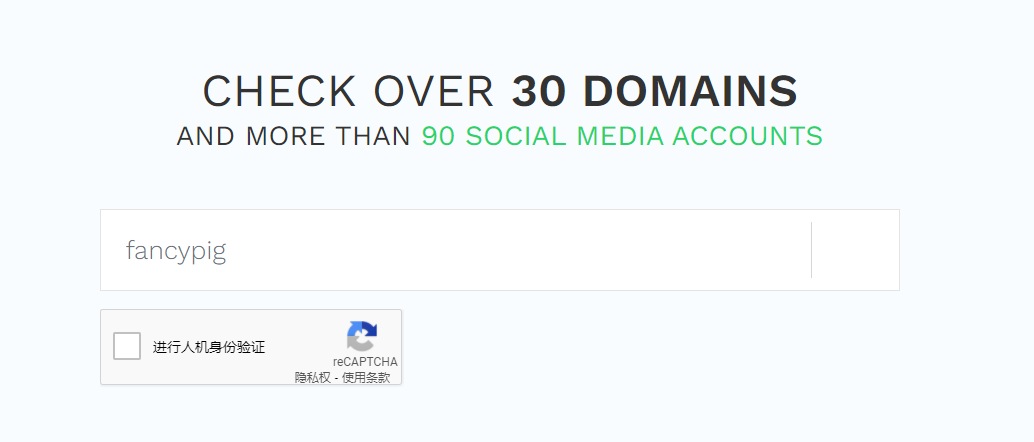 CHECK OVER 30 DOMAINS
AND MORE THAN 90 SOCIAL MEDIA ACCOUNTS
fancypig
进行人机身份验证
reCAPTCHA
隐私权 - 使用条款